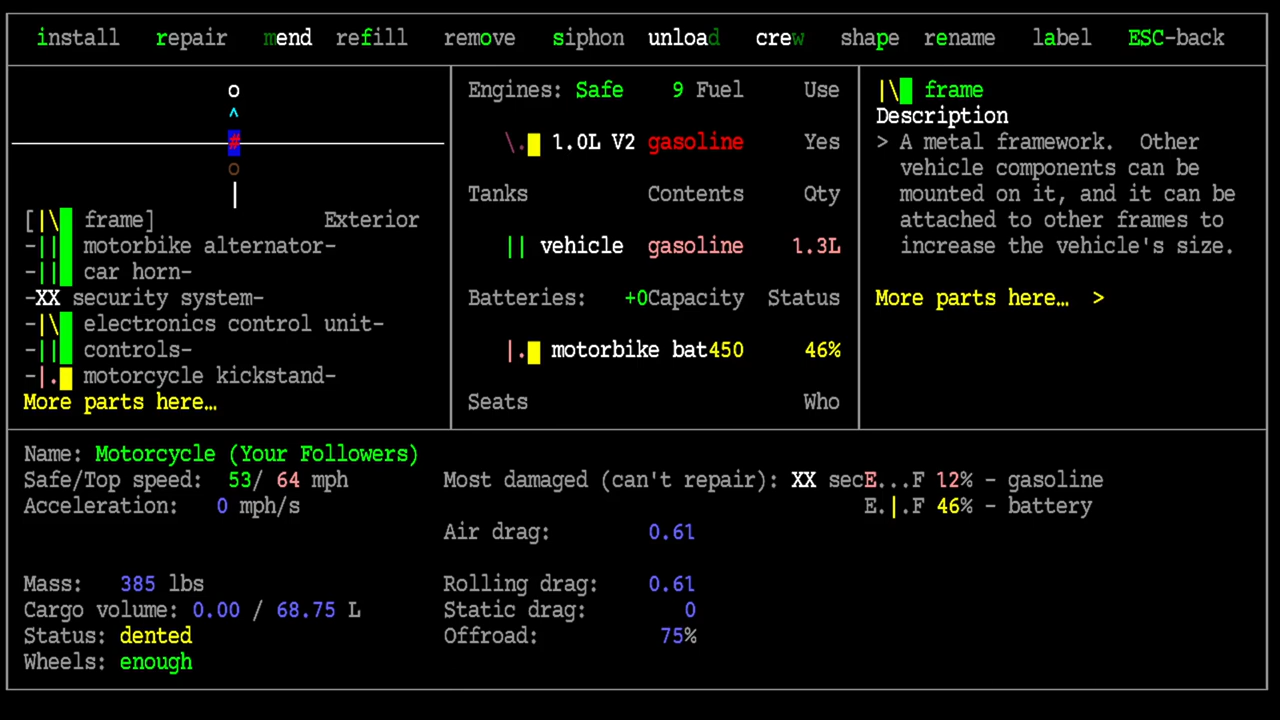 install repair mend refill remove siphon unload crew shape rename label ESC-back
o
^
#
o
|
[|\ frame] Exterior
-|| motorbike alternator-
-|| car horn-
-XX security system-
-|\ electronics control unit-
-|| controls-
-|. motorcycle kickstand-
More parts here…
Engines: Safe 9 Fuel Use
\. 1.0L V2 gasoline Yes
Tanks Contents Qty
|| vehicle gasoline 1.3L
Batteries: +0Capacity Status
|. motorbike bat450 46%
Seats Who
|\ frame
Description
> A metal framework. Other
vehicle components can be
mounted on it, and it can be
attached to other frames to
increase the vehicle's size.
More parts here… >
Name: Motorcycle (Your Followers)
Safe/Top speed: 53/ 64 mph
Acceleration: 0 mph/s
Mass: 385 lbs
Cargo volume: 0.00 / 68.75 L
Status: dented
Wheels: enough
Most damaged (can't repair): XX sec
Air drag: 0.61
Rolling drag: 0.61
Static drag: 0
Offroad: 75%
E...F 12% - gasoline
E.|.F 46% - battery